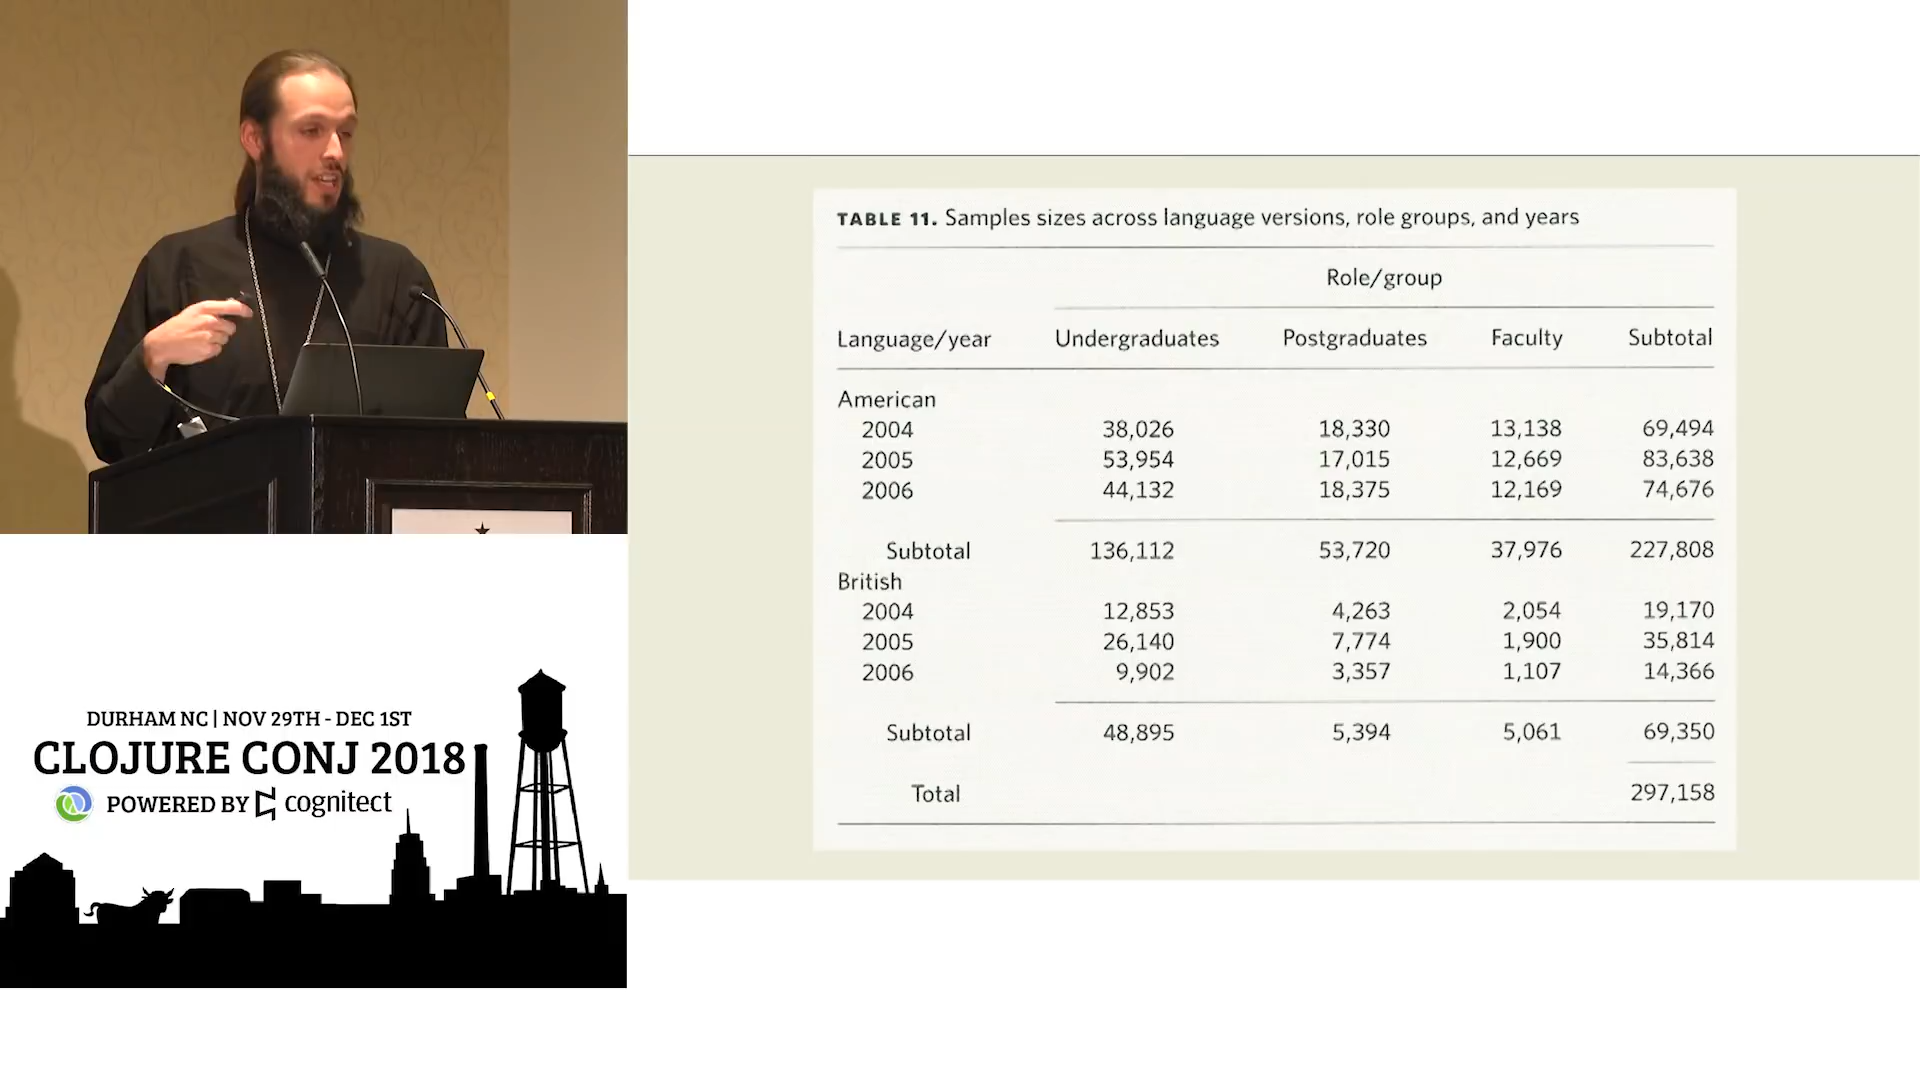 TABLE 11. Samples sizes across language versions, role groups, and years
Role/group
Language/year Undergraduates Postgraduates Faculty Subtotal
American
2004 38,026 18,330 13,138 69,494
2005 53,954 17,015 12,669 83,638
2006 44,132 18,375 12,169 74,676
Subtotal 136,112 53,720 37,976 227,808
British
2004 12,853 4,263 2,054 19,170
2005 26,140 7,774 1,900 35,814
2006 9,902 3,357 1,107 14,366
Subtotal 48,895 5,394 5,061 69,350
Total 297,158
DURHAM NC | NOV 29TH - DEC 1ST
CLOJURE CONJ 2018
POWERED BY cognitect